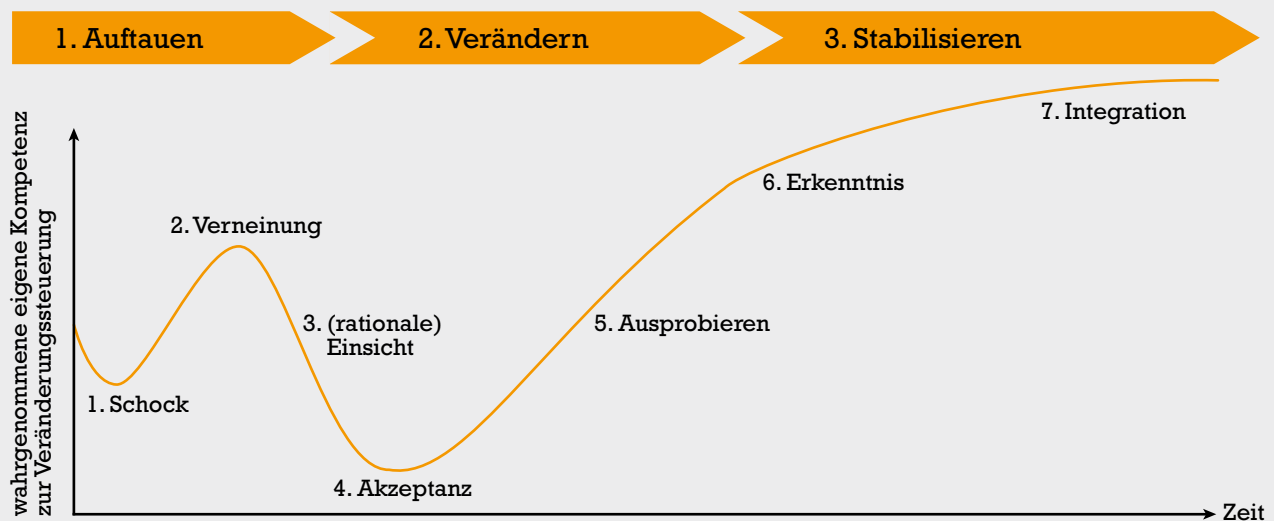 1. Auftauen
2. Verändern
3. Stabilisieren
wahrgenommene eigene Kompetenz
zur Veränderungssteuerung
7. Integration
6. Erkenntnis
2. Verneinung
3. (rationale)
Einsicht
5. Ausprobieren
1. Schock
4. Akzeptanz
Zeit